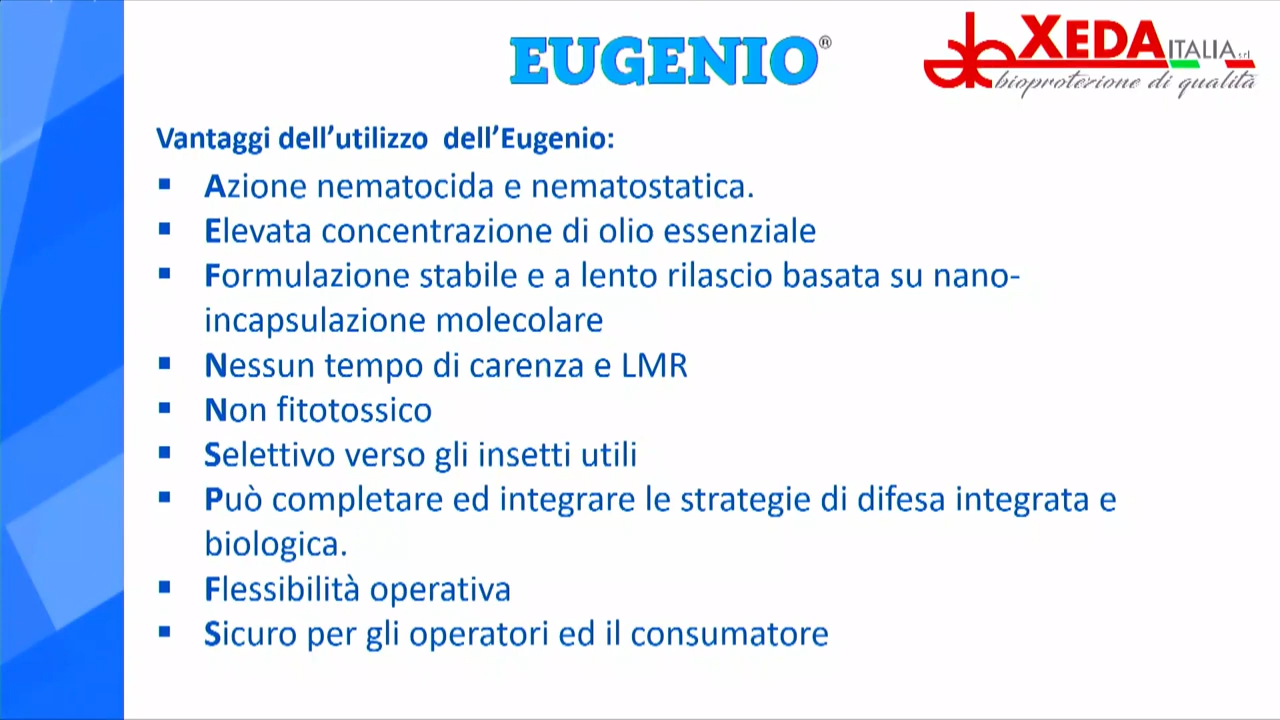 EUGENIO®
XEDA ITALIA s.r.l.
bioprotezione di qualità
Vantaggi dell’utilizzo dell’Eugenio:
▪ Azione nematocida e nematostatica.
▪ Elevata concentrazione di olio essenziale
▪ Formulazione stabile e a lento rilascio basata su nano-
incapsulazione molecolare
▪ Nessun tempo di carenza e LMR
▪ Non fitotossico
▪ Selettivo verso gli insetti utili
▪ Può completare ed integrare le strategie di difesa integrata e
biologica.
▪ Flessibilità operativa
▪ Sicuro per gli operatori ed il consumatore